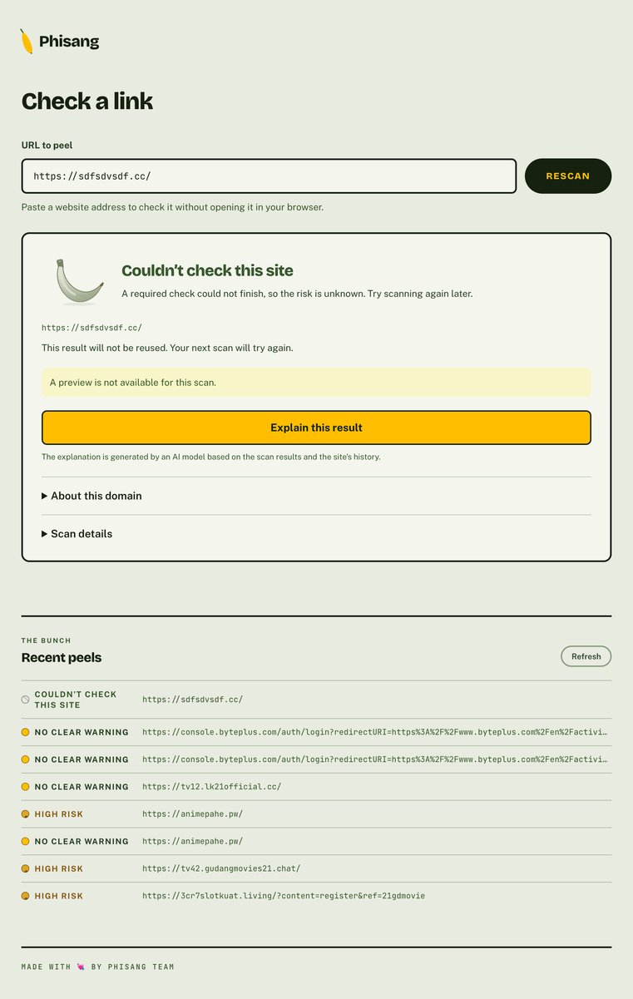 Phisang
Check a link
URL to peel
https://sdfsdvsdf.cc/
RESCAN
Paste a website address to check it without opening it in your browser.
Couldn't check this site
A required check could not finish, so the risk is unknown. Try scanning again later.
https://sdfsdvsdf.cc/
This result will not be reused. Your next scan will try again.
A preview is not available for this scan.
Explain this result
The explanation is generated by an AI model based on the scan results and the site's history.
About this domain
Scan details
THE BUNCH
Recent peels
Refresh
COULDN'T CHECK
THIS SITE
https://sdfsdvsdf.cc/
NO CLEAR WARNING https://console.byteplus.com/auth/login?redirectURI=https%3A%2F%2Fwww.byteplus.com%2Fen%2Factivi…
NO CLEAR WARNING https://console.byteplus.com/auth/login?redirectURI=https%3A%2F%2Fwww.byteplus.com%2Fen%2Factivi…
NO CLEAR WARNING https://tv12.lk21official.cc/
HIGH RISK https://animepahe.pw/
NO CLEAR WARNING https://animepahe.pw/
HIGH RISK https://tv42.gudangmovies21.chat/
HIGH RISK https://3cr7slotkuat.living/?content=register&ref=21gdmovie
MADE WITH 💘 BY PHISANG TEAM